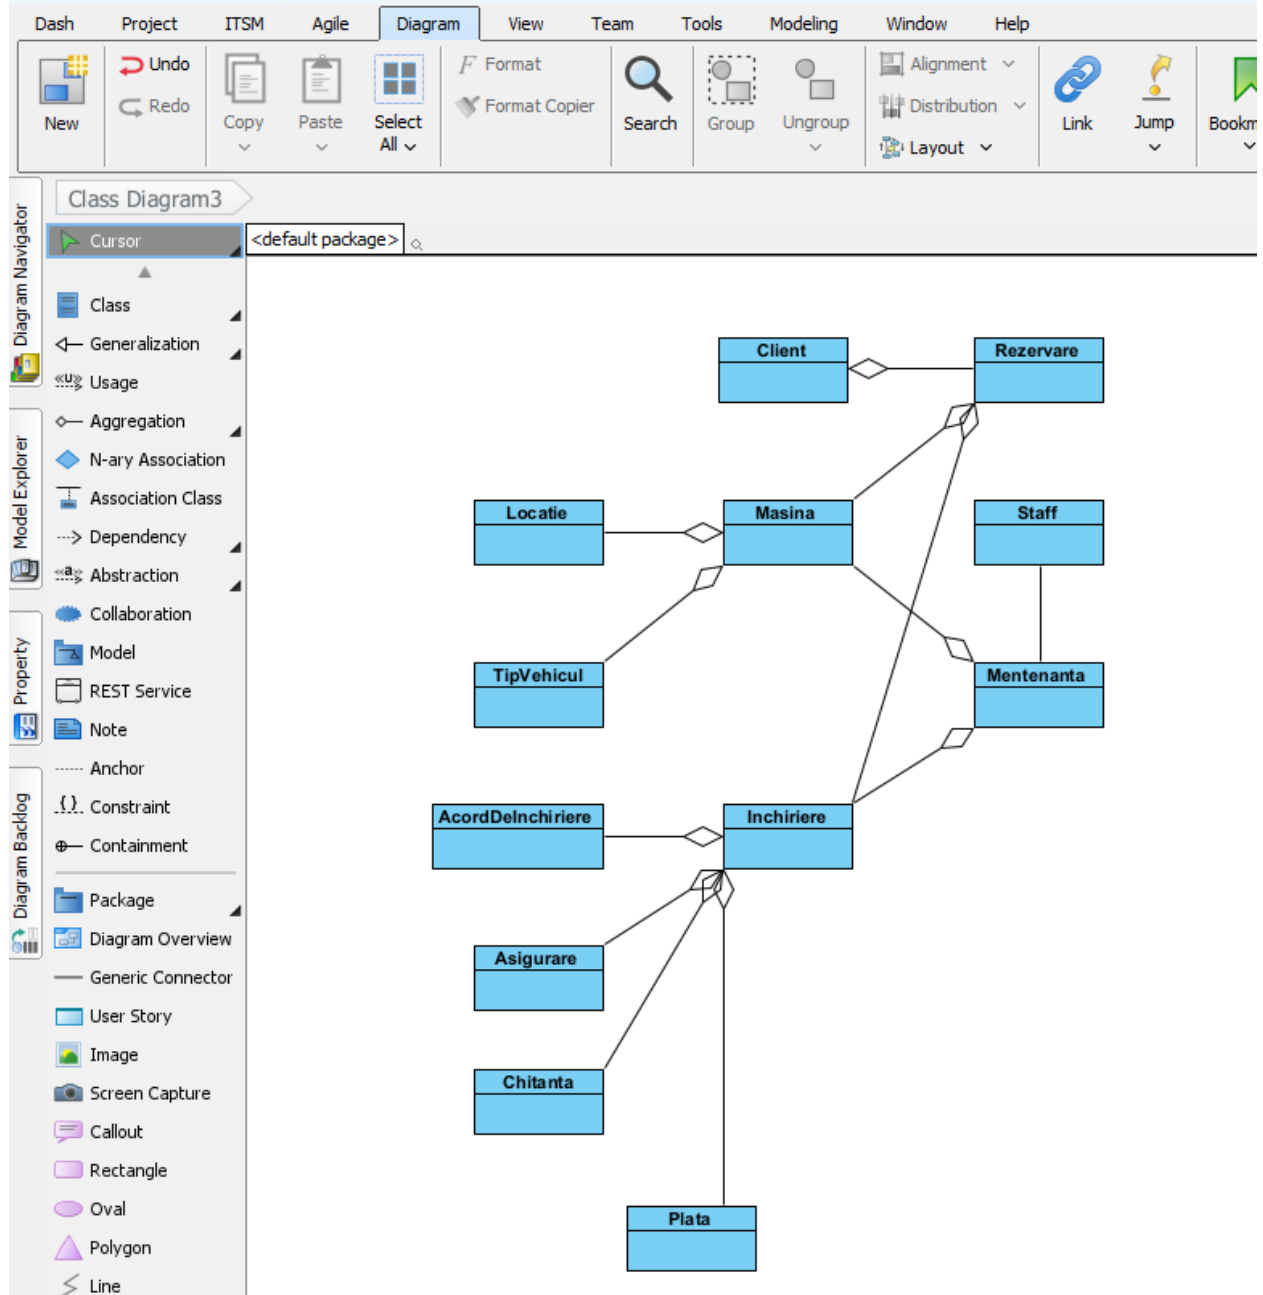 Dash Project ITSM Agile Diagram View Team Tools Modeling Window Help
Undo
Redo
New
Copy
Paste
Select
All
Format
Format Copier
Search
Group
Ungroup
Alignment
Distribution
Layout
Link
Jump
Bookm
Class Diagram3
<default package>
Diagram Navigator
Model Explorer
Property
Diagram Backlog
Cursor
Class
Generalization
Usage
Aggregation
N-ary Association
Association Class
Dependency
Abstraction
Collaboration
Model
REST Service
Note
Anchor
Constraint
Containment
Package
Diagram Overview
Generic Connector
User Story
Image
Screen Capture
Callout
Rectangle
Oval
Polygon
Line
Client
Rezervare
Locatie
Masina
Staff
TipVehicul
Mentenanta
AcordDeInchiriere
Inchiriere
Asigurare
Chitanta
Plata